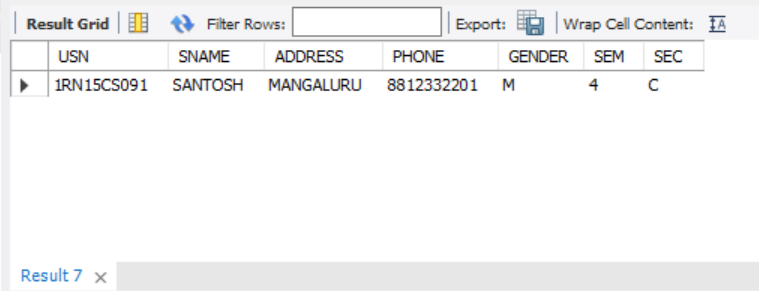 Result Grid Filter Rows: Export: Wrap Cell Content: IA
USN SNAME ADDRESS PHONE GENDER SEM SEC
1RN15CS091 SANTOSH MANGALURU 8812332201 M 4 C
Result 7 ×